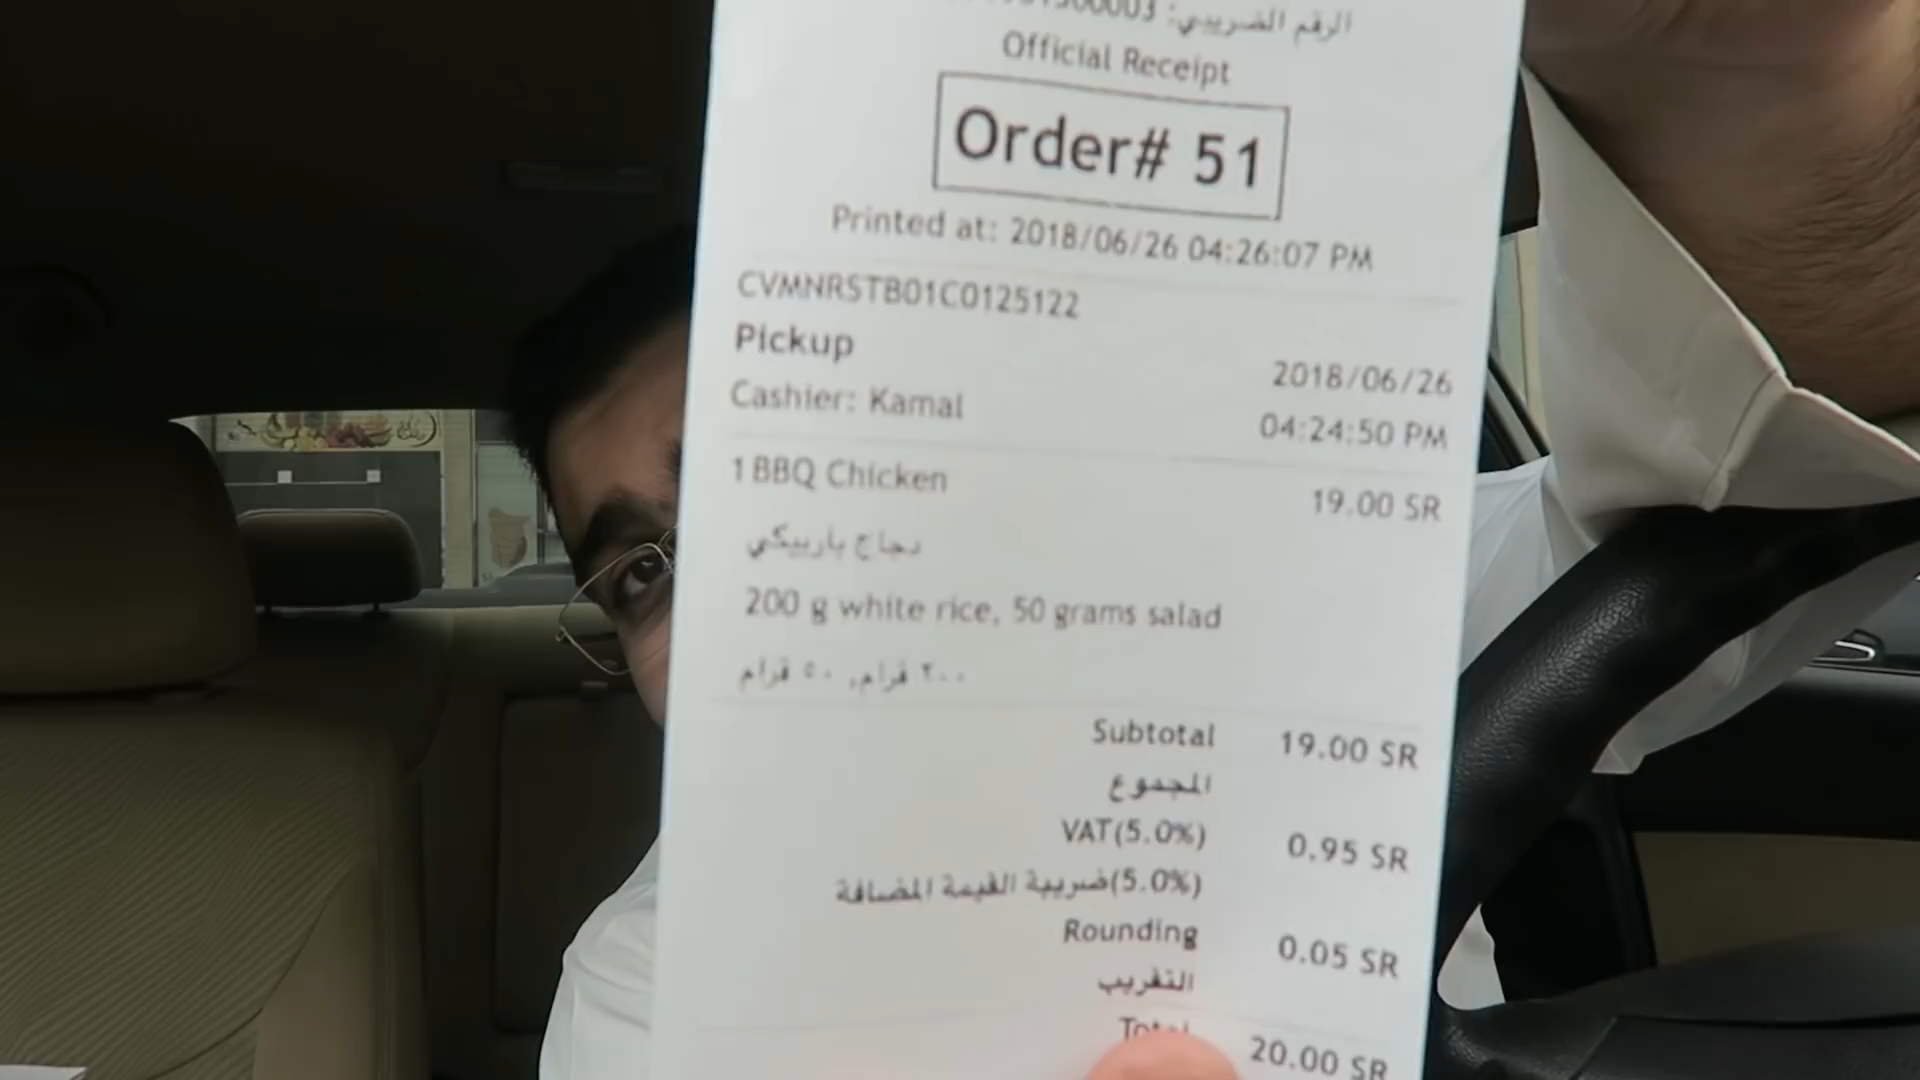 الرقم الضريبي:
Official Receipt
Order# 51
Printed at: 2018/06/26 04:26:07 PM
CVMNRSTB01C0125122
Pickup 2018/06/26
Cashier: Kamal 04:24:50 PM
1 BBQ Chicken 19.00 SR
دجاج باربيكي
200 g white rice, 50 grams salad
٢٠٠ قرام, ٥٠ قرام
Subtotal 19.00 SR
المجموع
VAT(5.0%) 0.95 SR
ضريبة القيمة المضافة(5.0%)
Rounding 0.05 SR
التقريب
Total 20.00 SR